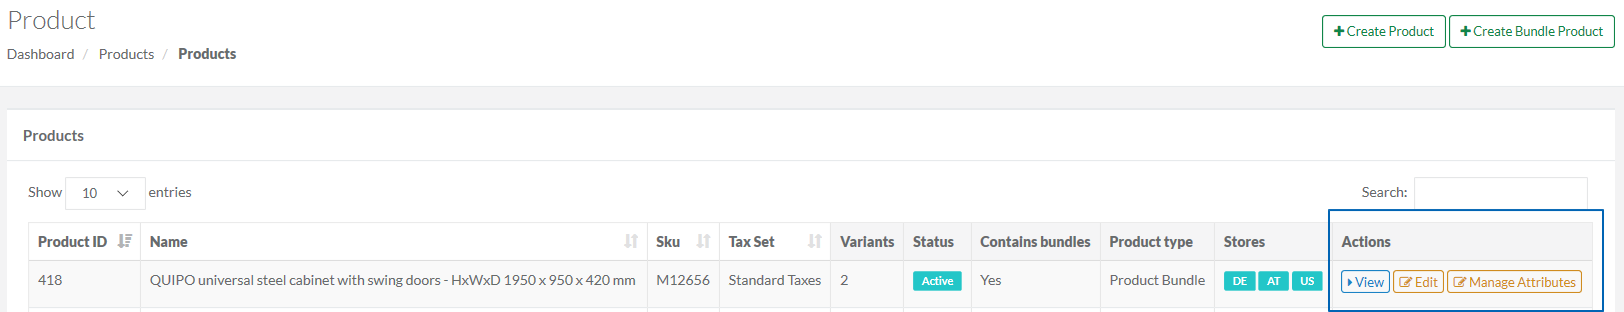 Product
Create Product
Create Bundle Product
Dashboard / Products / Products
Products
Show 10 entries
Search:
Product ID Name Sku Tax Set Variants Status Contains bundles Product type Stores Actions
418 QUIPO universal steel cabinet with swing doors - HxWxD 1950 x 950 x 420 mm M12656 Standard Taxes 2 Active Yes Product Bundle DE AT US View Edit Manage Attributes